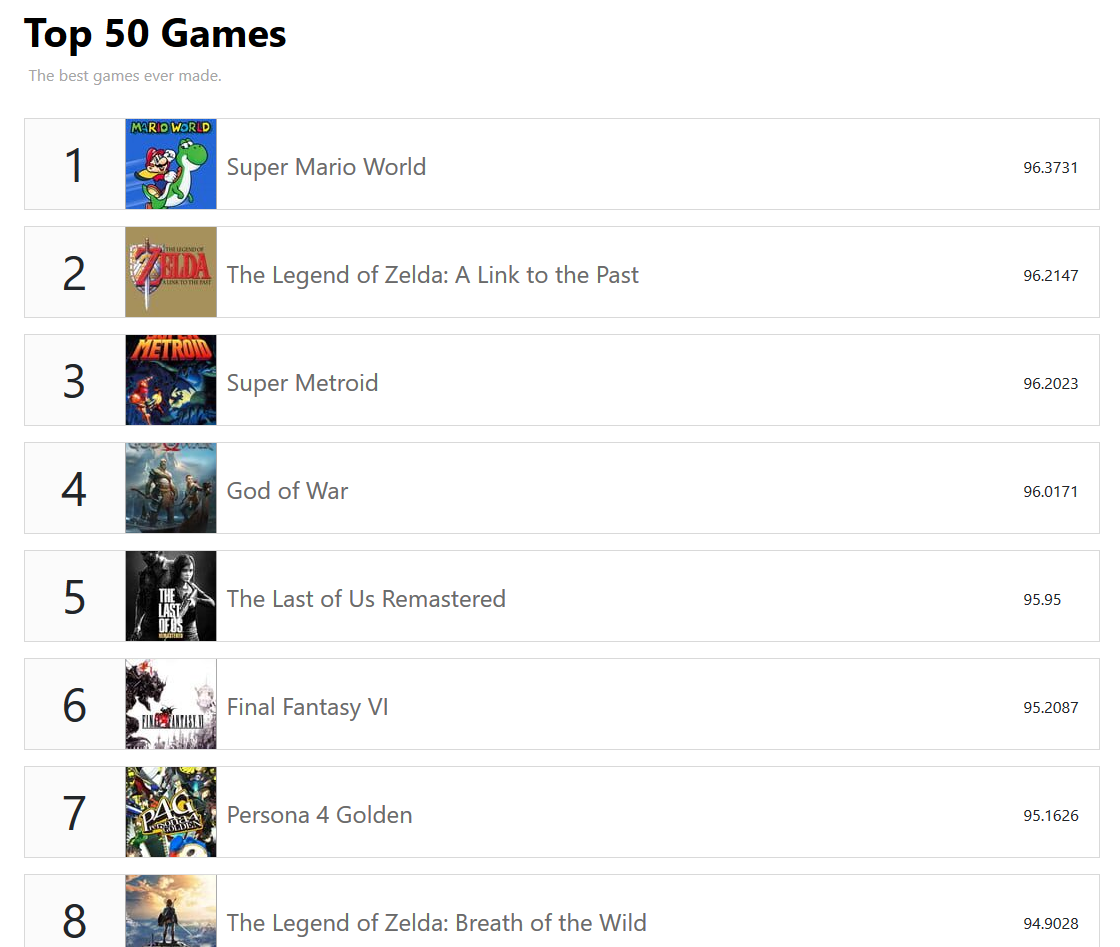 Top 50 Games
The best games ever made.
1
MARIO WORLD
Super Mario World
96.3731
2
THE LEGEND OF
ZELDA
A LINK TO THE PAST
The Legend of Zelda: A Link to the Past
96.2147
3
SUPER
METROID
Super Metroid
96.2023
4
God of War
96.0171
5
THE
LAST
OF US
REMASTERED
The Last of Us Remastered
95.95
6
FINAL FANTASY VI
Final Fantasy VI
95.2087
7
P4G
PERSONA 4
GOLDEN
Persona 4 Golden
95.1626
8
The Legend of Zelda: Breath of the Wild
94.9028